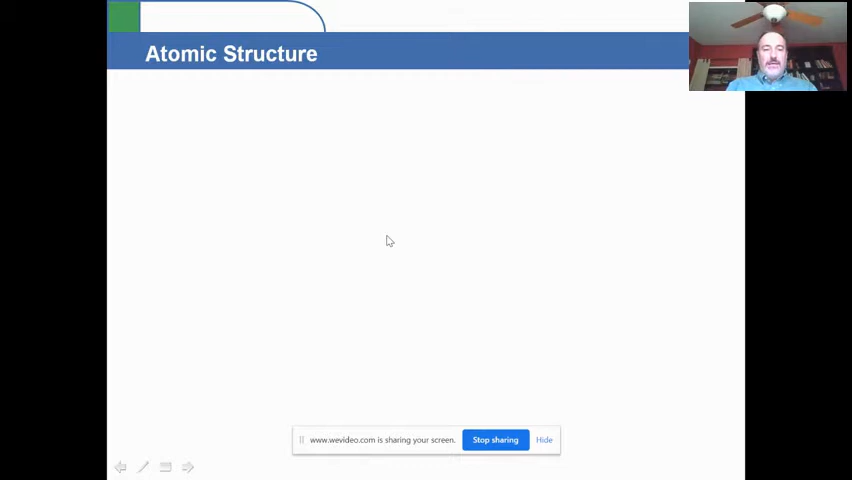 Atomic Structure
www.wevideo.com is sharing your screen. Stop sharing Hide